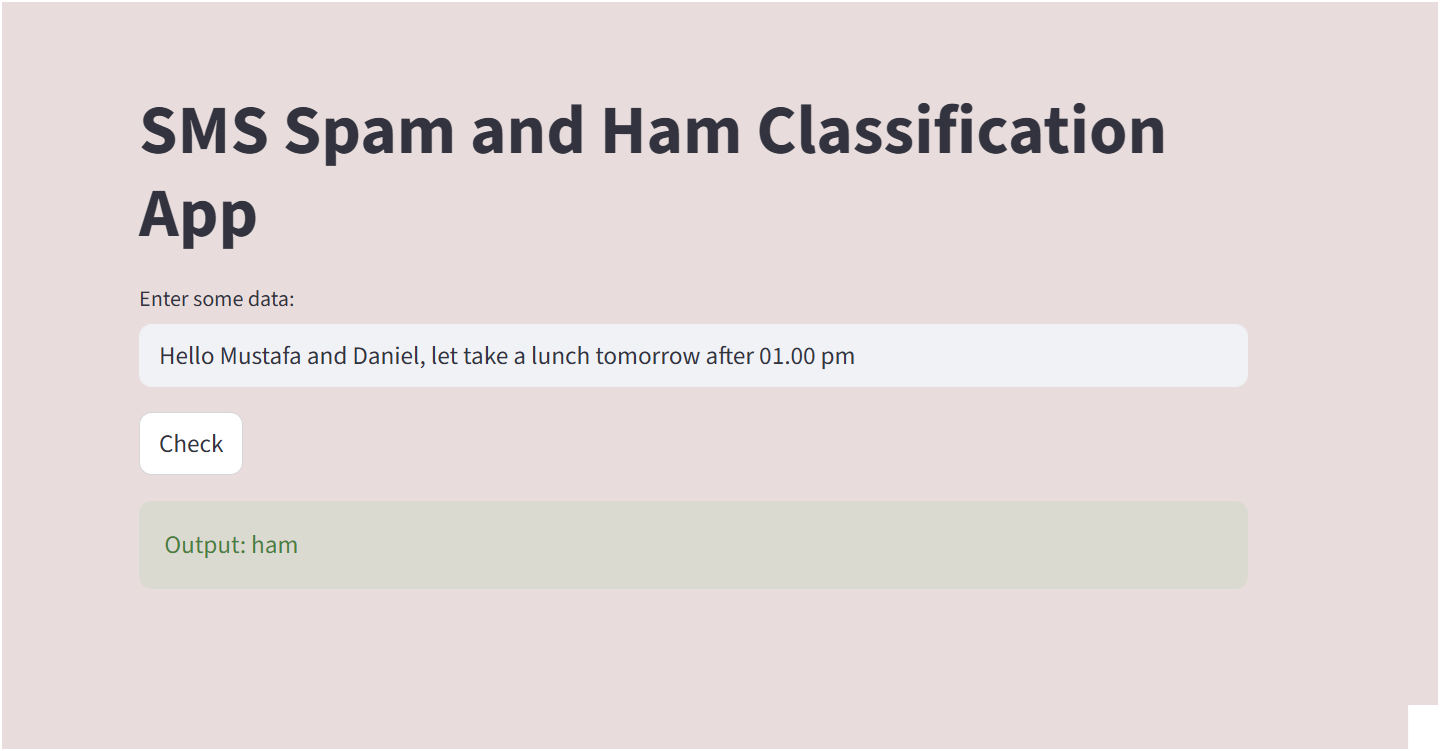 SMS Spam and Ham Classification
App
Enter some data:
Hello Mustafa and Daniel, let take a lunch tomorrow after 01.00 pm
Check
Output: ham